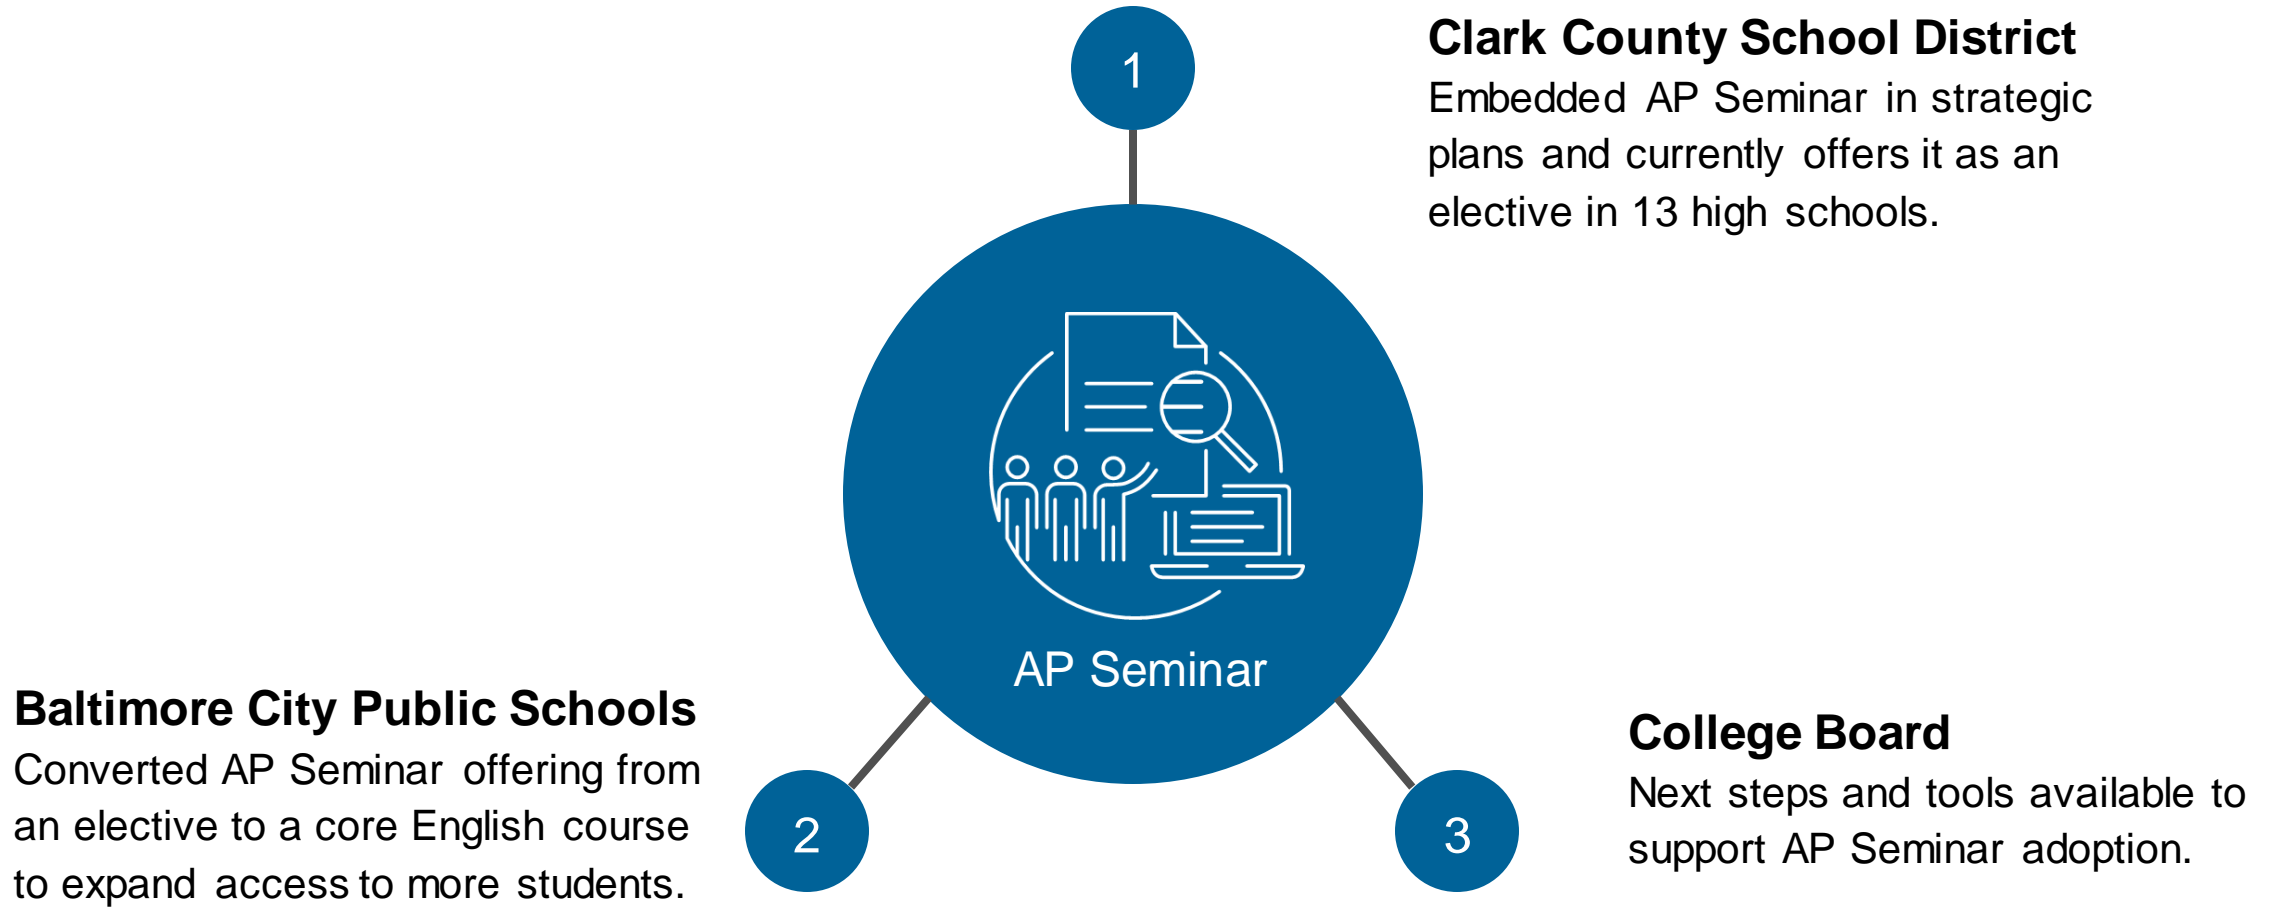 1
Clark County School District
Embedded AP Seminar in strategic
plans and currently offers it as an
elective in 13 high schools.
AP Seminar
Baltimore City Public Schools
Converted AP Seminar offering from
an elective to a core English course
to expand access to more students.
2
3
College Board
Next steps and tools available to
support AP Seminar adoption.